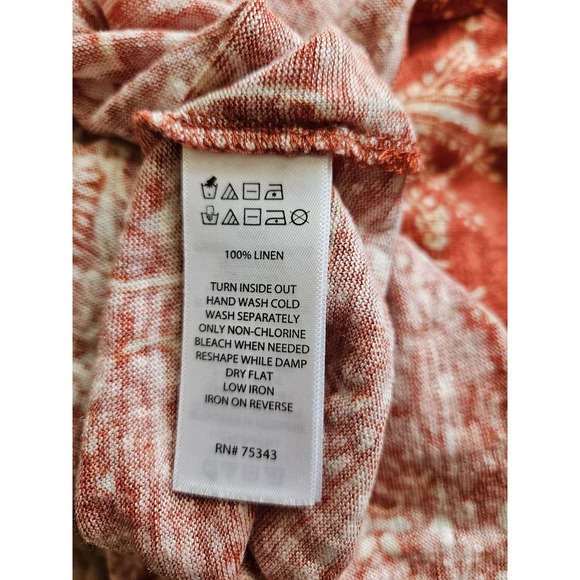 100% LINEN
TURN INSIDE OUT
HAND WASH COLD
WASH SEPARATELY
ONLY NON-CHLORINE
BLEACH WHEN NEEDED
RESHAPE WHILE DAMP
DRY FLAT
LOW IRON
IRON ON REVERSE
RN# 75343